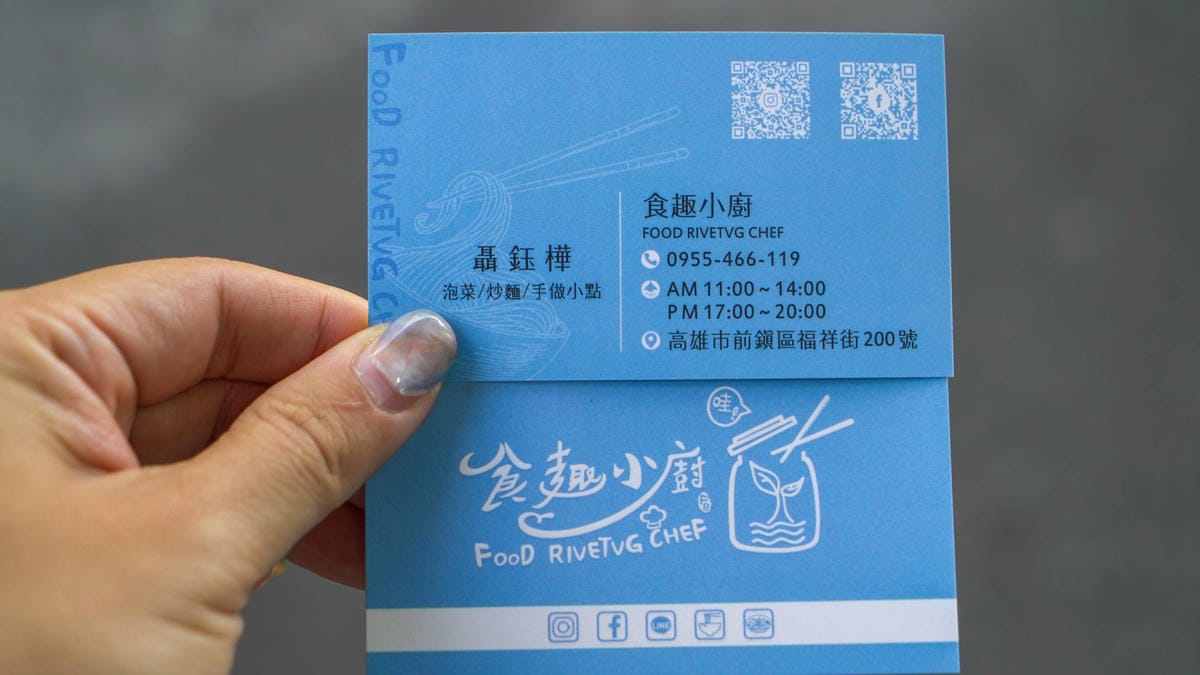 FOOD RIVETVG CH
食趣小廚
FOOD RIVETVG CHEF
聶鈺樺
泡菜/炒麵/手做小點
0955-466-119
AM 11:00 ~ 14:00
PM 17:00 ~ 20:00
高雄市前鎮區福祥街200號
哇!
食趣小廚
FOOD RIVETVG CHEF
LINE